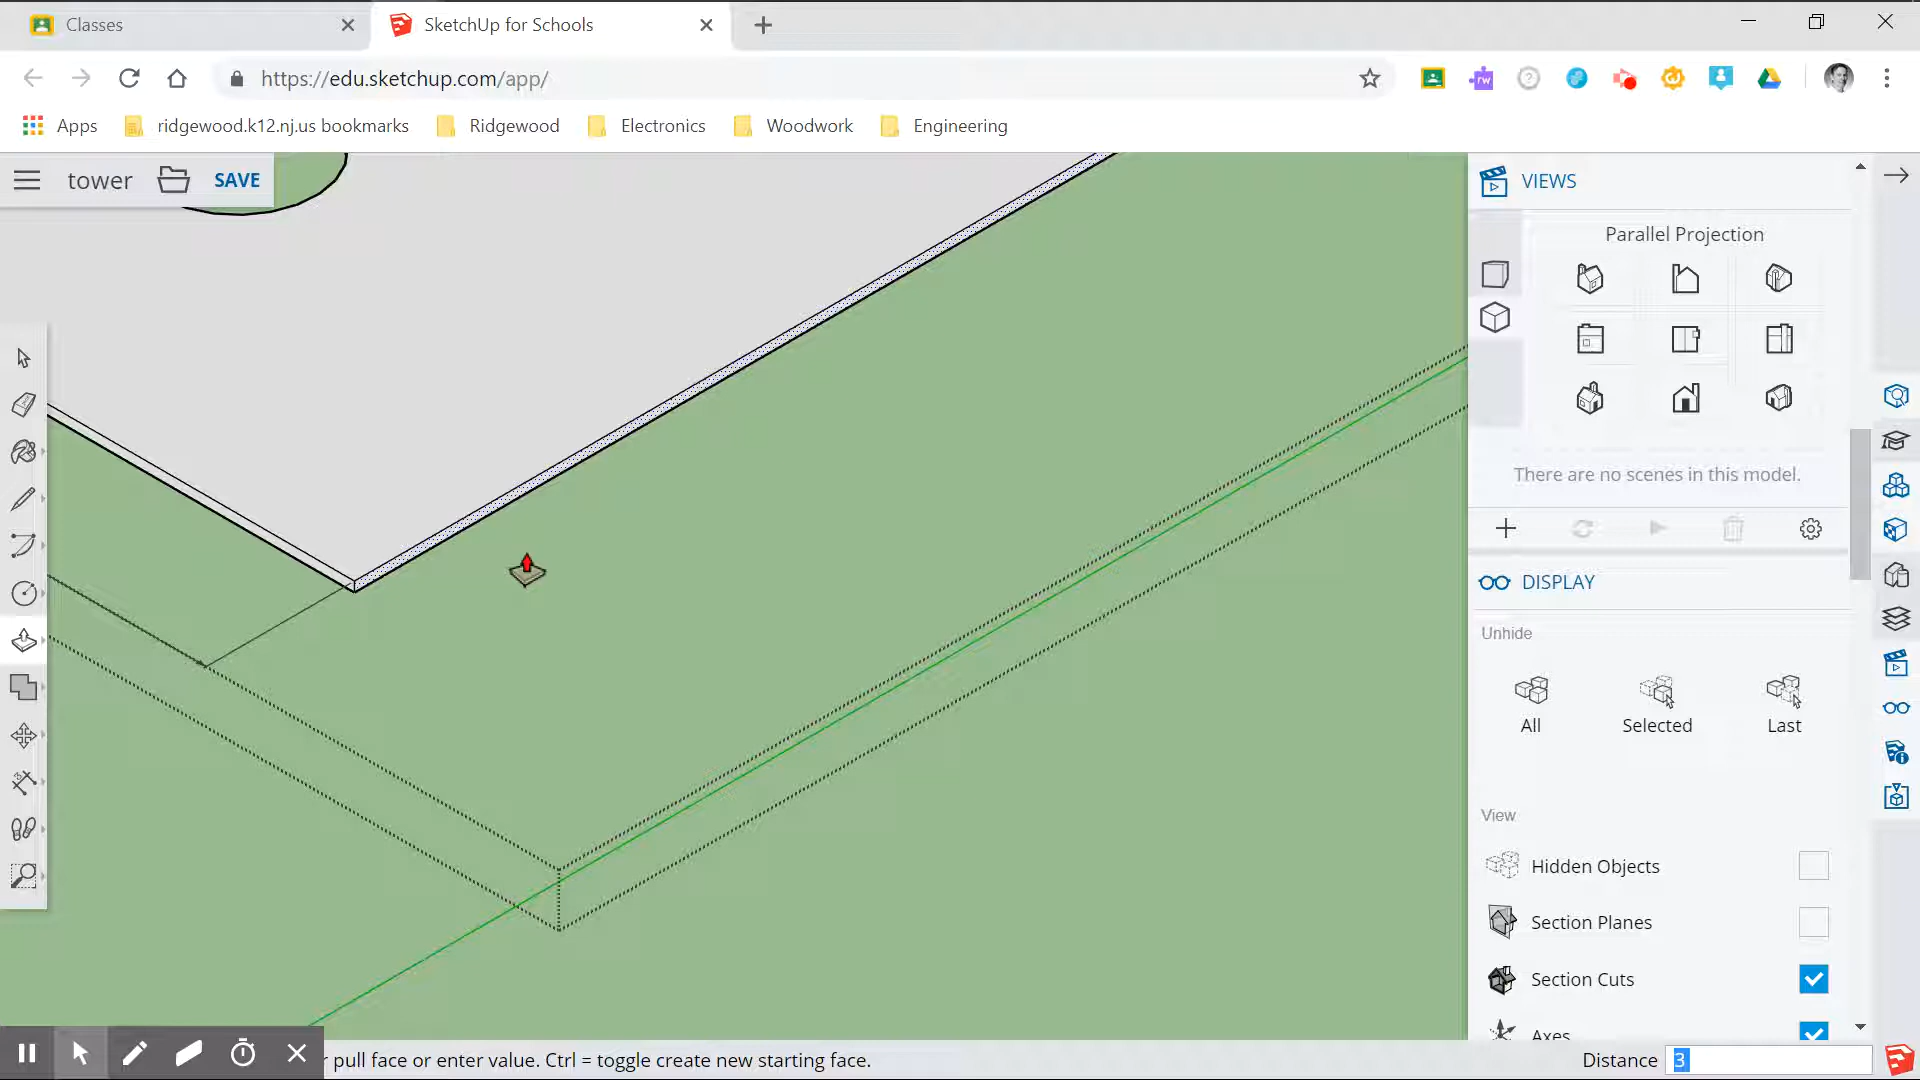 Classes
SketchUp for Schools
https://edu.sketchup.com/app/
Apps
ridgewood.k12.nj.us bookmarks
Ridgewood
Electronics
Woodwork
Engineering
tower
SAVE
VIEWS
Parallel Projection
There are no scenes in this model.
DISPLAY
Unhide
All
Selected
Last
View
Hidden Objects
Section Planes
Section Cuts
Axes
r pull face or enter value. Ctrl = toggle create new starting face.
Distance 3